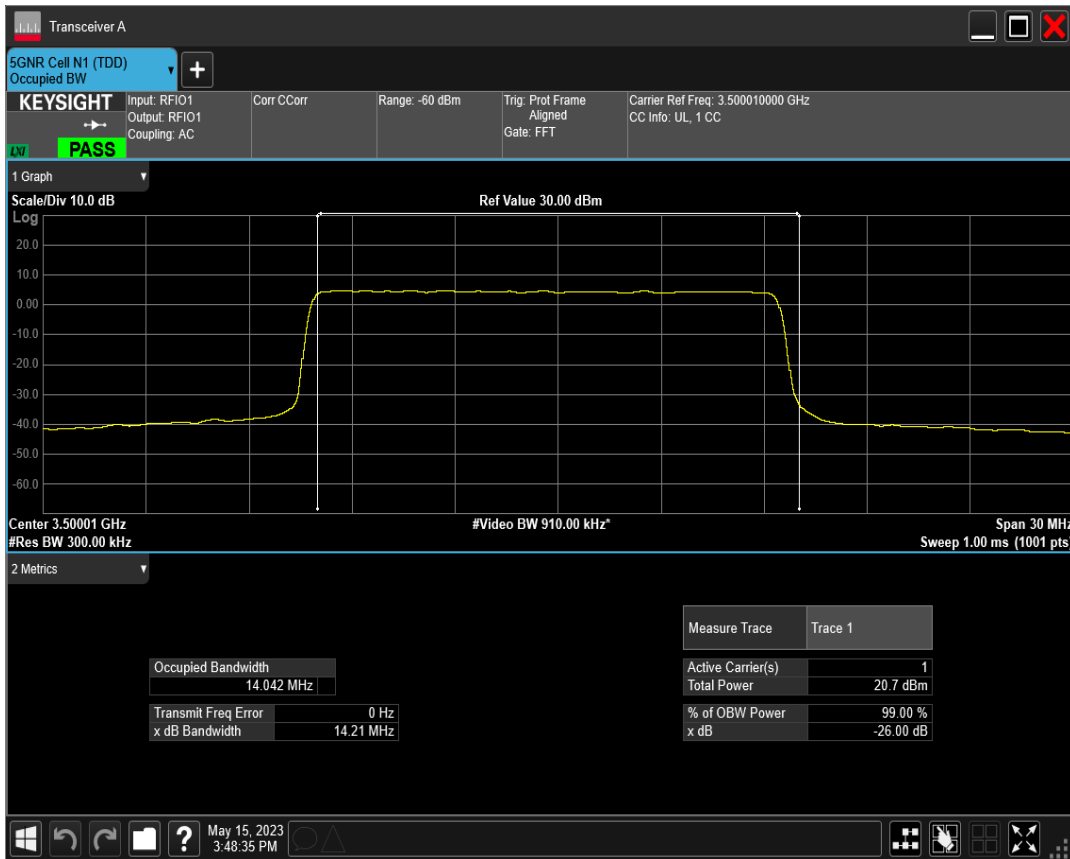 Transceiver A
5GNR Cell N1 (TDD)
Occupied BW
+
KEYSIGHT
LXI
PASS
Input: RFIO1
Output: RFIO1
Coupling: AC
Corr CCorr
Range: -60 dBm
Trig: Prot Frame
Aligned
Gate: FFT
Carrier Ref Freq: 3.500010000 GHz
CC Info: UL, 1 CC
1 Graph
Scale/Div 10.0 dB
Ref Value 30.00 dBm
Log
20.0
10.0
0.00
-10.0
-20.0
-30.0
-40.0
-50.0
-60.0
Center 3.50001 GHz
#Video BW 910.00 kHz*
Span 30 MHz
#Res BW 300.00 kHz
Sweep 1.00 ms (1001 pts)
2 Metrics
Measure Trace Trace 1
Occupied Bandwidth
14.042 MHz
Active Carrier(s) 1
Total Power 20.7 dBm
Transmit Freq Error 0 Hz
x dB Bandwidth 14.21 MHz
% of OBW Power 99.00 %
x dB -26.00 dB
?
May 15, 2023
3:48:35 PM